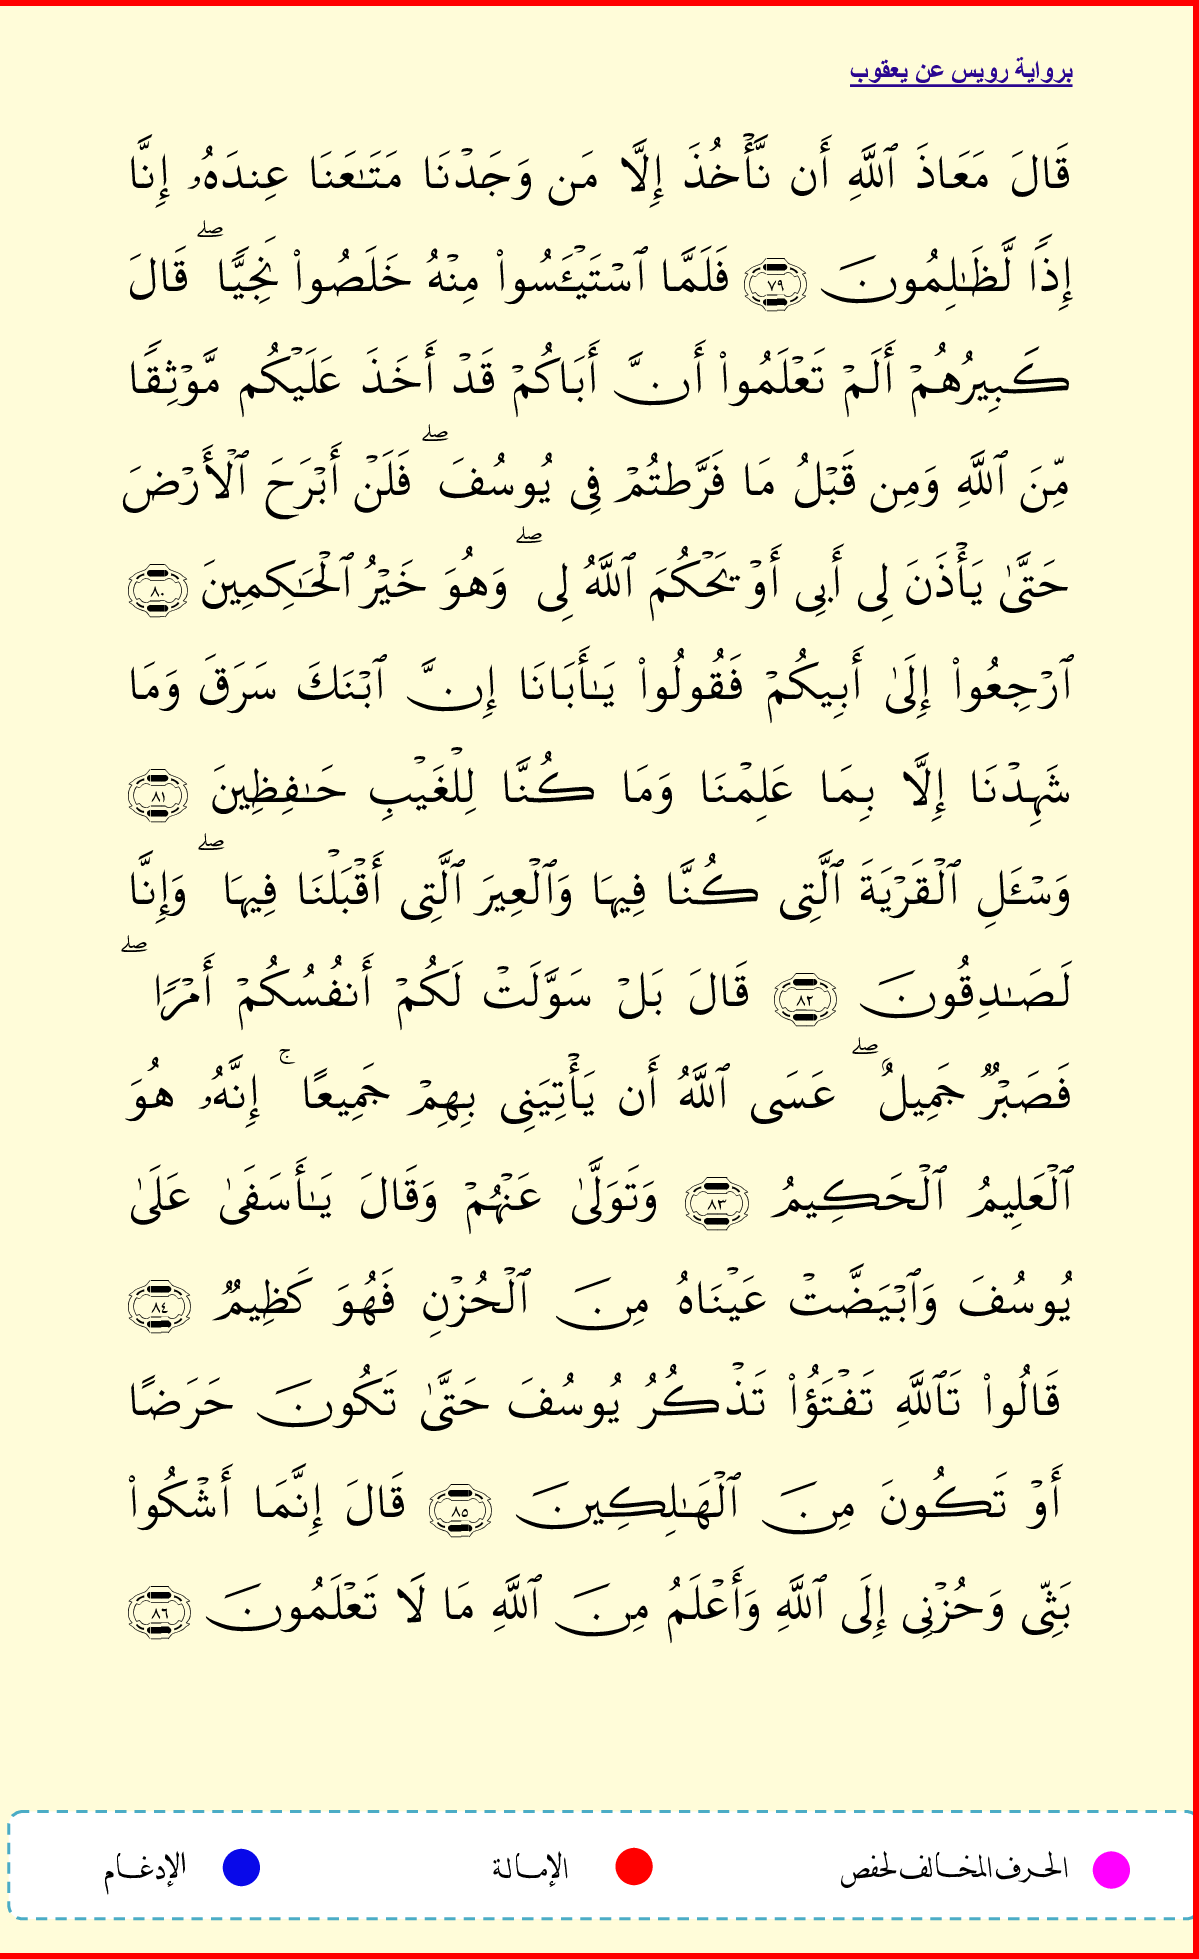 برواية رويس عن يعقوب
قَالَ مَعَاذَ ٱللَّهِ أَن نَّأۡخُذَ إِلَّا مَن وَجَدۡنَا مَتَٰعَنَا عِندَهُۥ إِنَّا
إِذٗا لَّظَٰلِمُونَ ٧٩ فَلَمَّا ٱسۡتَيۡـَٔسُواْ مِنۡهُ خَلَصُواْ نَجِيّٗاۖ قَالَ
كَبِيرُهُمۡ أَلَمۡ تَعۡلَمُواْ أَنَّ أَبَاكُمۡ قَدۡ أَخَذَ عَلَيۡكُم مَّوۡثِقٗا
مِّنَ ٱللَّهِ وَمِن قَبۡلُ مَا فَرَّطتُمۡ فِي يُوسُفَۖ فَلَنۡ أَبۡرَحَ ٱلۡأَرۡضَ
حَتَّىٰ يَأۡذَنَ لِي أَبِي أَوۡ يَحۡكُمَ ٱللَّهُ لِيۖ وَهُوَ خَيۡرُ ٱلۡحَٰكِمِينَ ٨٠
ٱرۡجِعُواْ إِلَىٰ أَبِيكُمۡ فَقُولُواْ يَٰأَبَانَا إِنَّ ٱبۡنَكَ سَرَقَ وَمَا
شَهِدۡنَا إِلَّا بِمَا عَلِمۡنَا وَمَا كُنَّا لِلۡغَيۡبِ حَٰفِظِينَ ٨١
وَسۡـَٔلِ ٱلۡقَرۡيَةَ ٱلَّتِي كُنَّا فِيهَا وَٱلۡعِيرَ ٱلَّتِي أَقۡبَلۡنَا فِيهَاۖ وَإِنَّا
لَصَٰدِقُونَ ٨٢ قَالَ بَلۡ سَوَّلَتۡ لَكُمۡ أَنفُسُكُمۡ أَمۡرٗاۖ
فَصَبۡرٞ جَمِيلٌۖ عَسَى ٱللَّهُ أَن يَأۡتِيَنِي بِهِمۡ جَمِيعًاۚ إِنَّهُۥ هُوَ
ٱلۡعَلِيمُ ٱلۡحَكِيمُ ٨٣ وَتَوَلَّىٰ عَنۡهُمۡ وَقَالَ يَٰأَسَفَىٰ عَلَىٰ
يُوسُفَ وَٱبۡيَضَّتۡ عَيۡنَاهُ مِنَ ٱلۡحُزۡنِ فَهُوَ كَظِيمٞ ٨٤
قَالُواْ تَٱللَّهِ تَفۡتَؤُاْ تَذۡكُرُ يُوسُفَ حَتَّىٰ تَكُونَ حَرَضًا
أَوۡ تَكُونَ مِنَ ٱلۡهَٰلِكِينَ ٨٥ قَالَ إِنَّمَا أَشۡكُواْ
بَثِّي وَحُزۡنِي إِلَى ٱللَّهِ وَأَعۡلَمُ مِنَ ٱللَّهِ مَا لَا تَعۡلَمُونَ ٨٦
الحرف المخالف لحفص الإمالة الإدغام